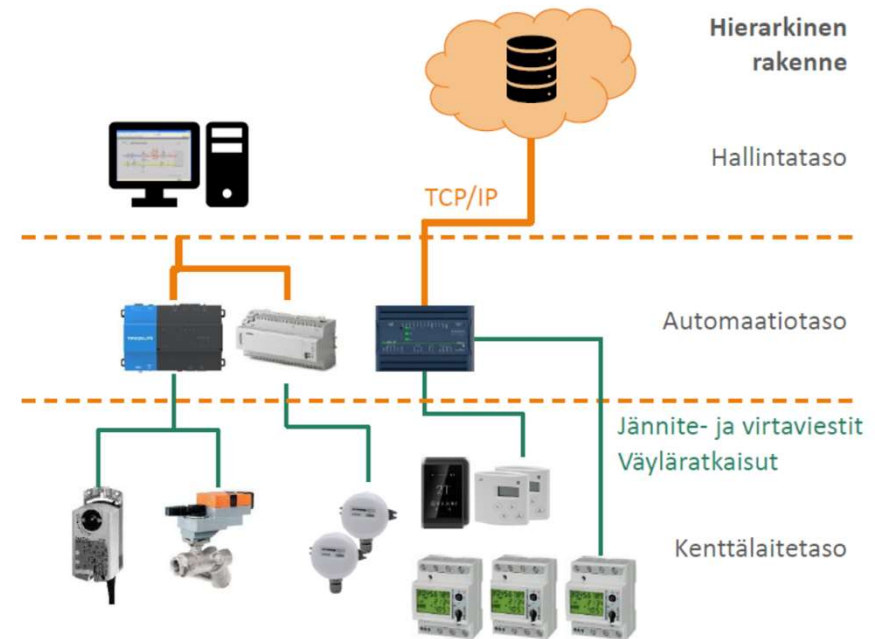 Hierarkinen
rakenne
Hallintataso
TCP/IP
Automaatiotaso
Jännite- ja virtaviestit
Väyläratkaisut
Kenttälaitetaso